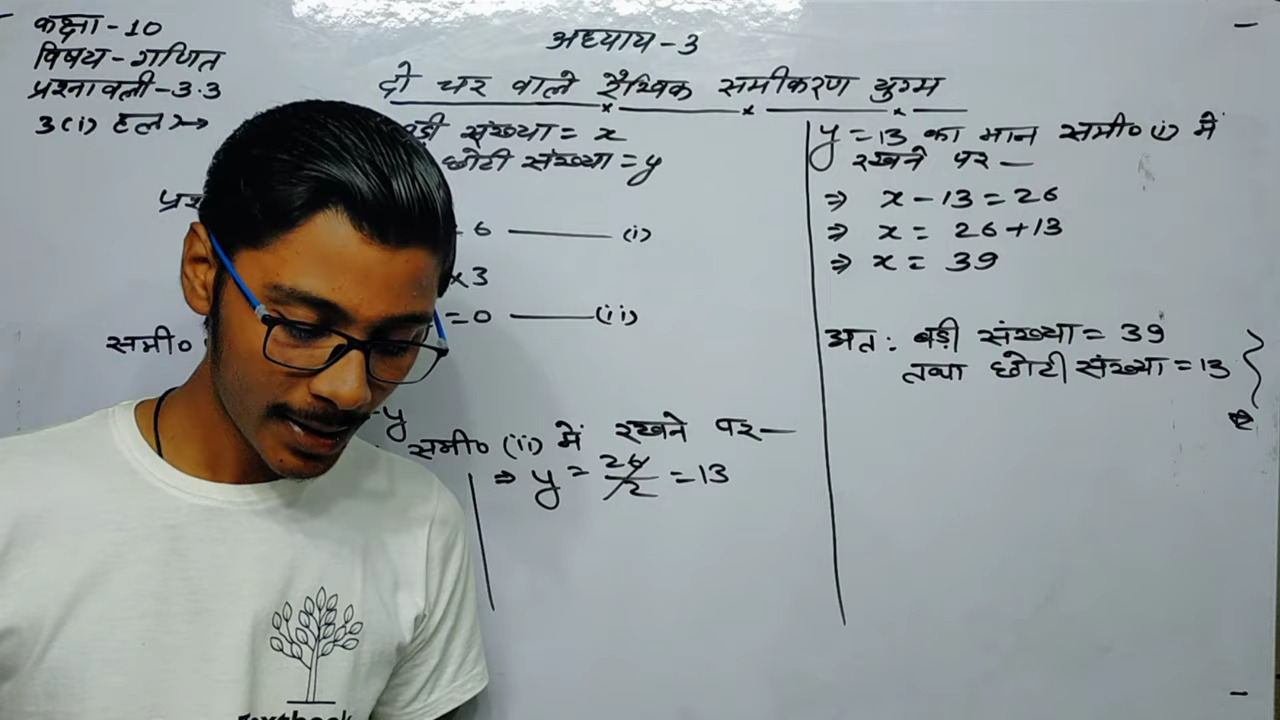 कक्षा-10
विषय-गणित
प्रश्नावली-3.3
3(i) हल
अध्याय-3
दो चर वाले रैखिक समीकरण युग्म
बड़ी संख्या = x
छोटी संख्या = y
6 (i)
x3
=0 (ii)
समी०
-y
समी० (ii) में रखने पर—
⇒ y = 26/2 = 13
y = 13 का मान समी० (i) में
रखने पर —
⇒ x - 13 = 26
⇒ x = 26+13
⇒ x = 39
अत: बड़ी संख्या = 39
तथा छोटी संख्या = 13